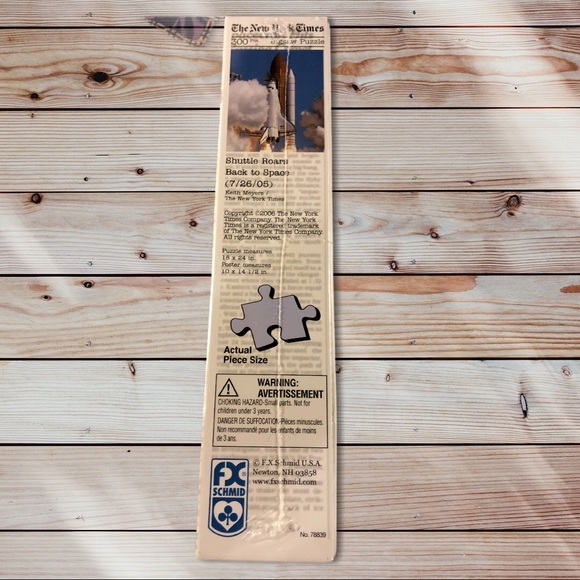 The New York Times
300 Pc. Jigsaw Puzzle
Shuttle Roars
Back to Space
(7/26/05)
Keith Meyers /
The New York Times
Copyright ©2006 The New York
Times Company. The New York
Times is a registered trademark
of The New York Times Company.
All rights reserved.
Puzzle measures
18 x 24 in.
Poster measures
10 x 14 1/2 in.
Actual
Piece Size
WARNING:
AVERTISSEMENT
CHOKING HAZARD-Small parts. Not for
children under 3 years.
DANGER DE SUFFOCATION-Pièces minuscules.
Non recommandé pour les enfants de moins
de 3 ans.
FX
SCHMID
© F.X. Schmid U.S.A.
Newton, NH 03858
www.fxschmid.com
No. 78839